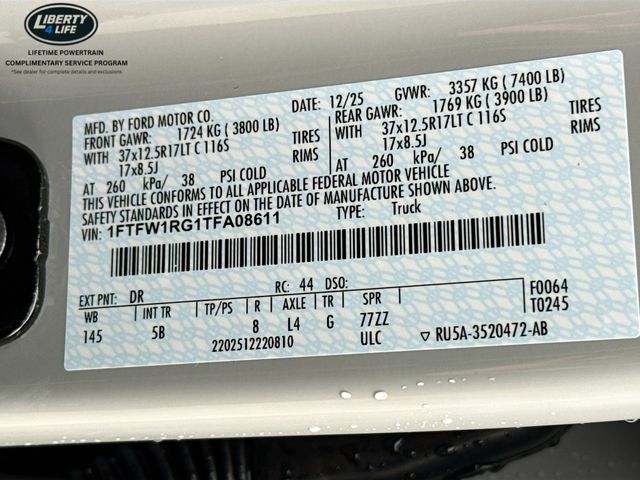 LIBERTY
4 LIFE
LIFETIME POWERTRAIN
COMPLIMENTARY SERVICE PROGRAM
*See dealer for complete details and exclusions
MFD. BY FORD MOTOR CO.
DATE: 12/25 GVWR: 3357 KG ( 7400 LB)
FRONT GAWR: 1724 KG ( 3800 LB)
REAR GAWR: 1769 KG ( 3900 LB)
WITH 37x12.5R17LT C 116S TIRES
WITH 37x12.5R17LT C 116S TIRES
17x8.5J RIMS
17x8.5J RIMS
AT 260 kPa/ 38 PSI COLD
AT 260 kPa/ 38 PSI COLD
THIS VEHICLE CONFORMS TO ALL APPLICABLE FEDERAL MOTOR VEHICLE
SAFETY STANDARDS IN EFFECT ON THE DATE OF MANUFACTURE SHOWN ABOVE.
VIN: 1FTFW1RG1TFA08611 TYPE: Truck
EXT PNT: DR RC: 44 DSO: F0064
WB INT TR TP/PS R AXLE TR SPR T0245
145 5B 8 L4 G 77ZZ
2202512220810 ULC ▽ RU5A-3520472-AB